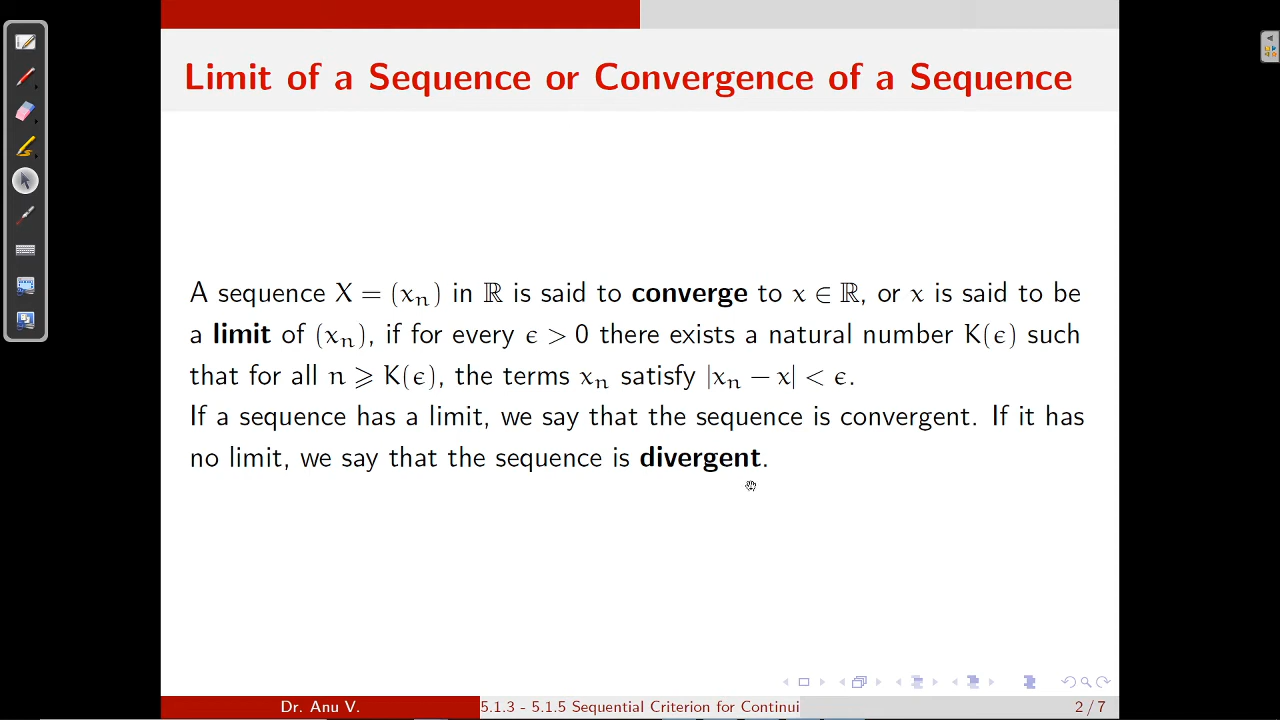 Limit of a Sequence or Convergence of a Sequence
A sequence X = (xₙ) in ℝ is said to converge to x ∈ ℝ, or x is said to be
a limit of (xₙ), if for every ϵ > 0 there exists a natural number K(ϵ) such
that for all n ⩾ K(ϵ), the terms xₙ satisfy |xₙ − x| < ϵ.
If a sequence has a limit, we say that the sequence is convergent. If it has
no limit, we say that the sequence is divergent.
Dr. Anu V.
5.1.3 - 5.1.5 Sequential Criterion for Continui
2 / 7